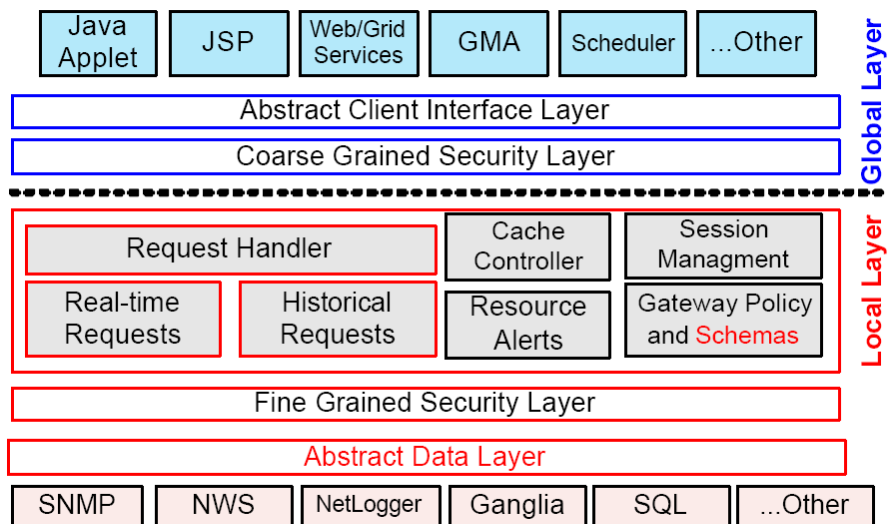 Java
Applet
JSP
Web/Grid
Services
GMA
Scheduler
...Other
Abstract Client Interface Layer
Coarse Grained Security Layer
Global Layer
Request Handler
Cache
Controller
Session
Managment
Real-time
Requests
Historical
Requests
Resource
Alerts
Gateway Policy
and Schemas
Local Layer
Fine Grained Security Layer
Abstract Data Layer
SNMP
NWS
NetLogger
Ganglia
SQL
...Other